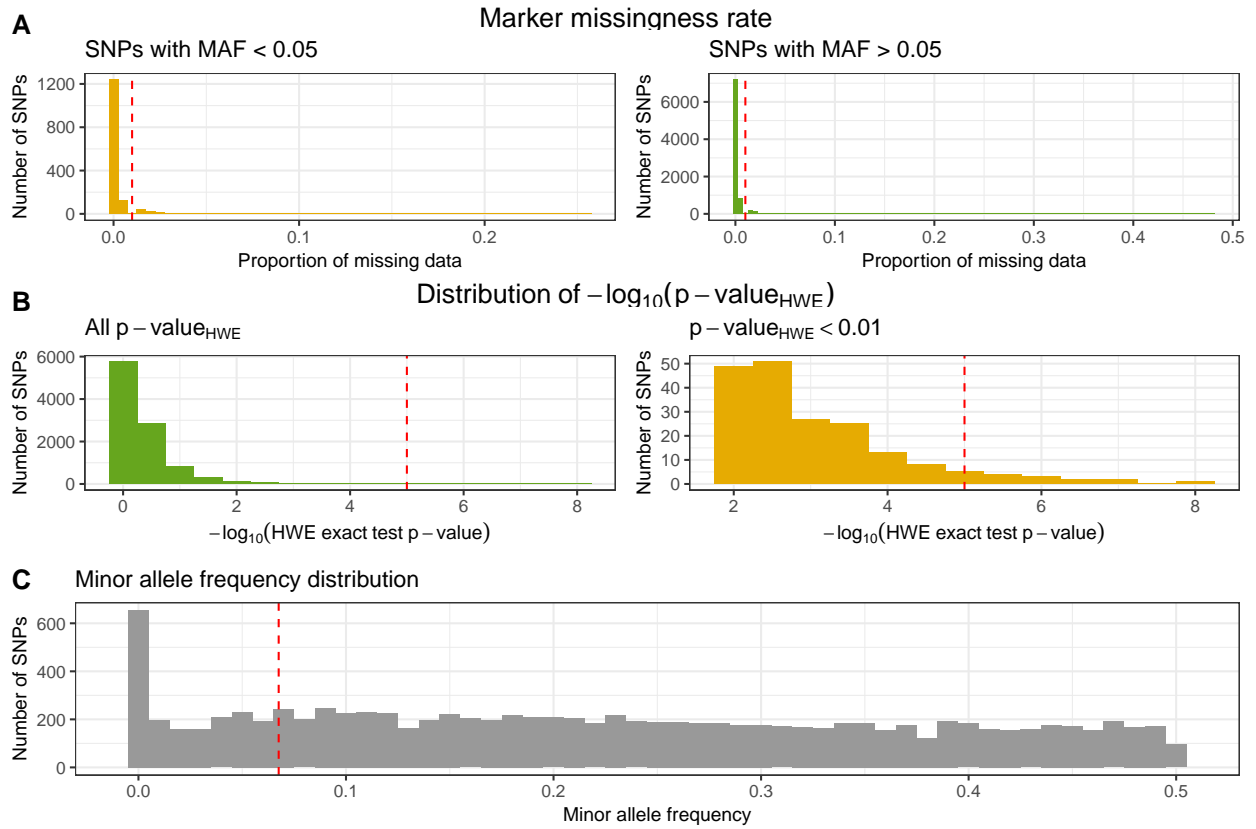 Marker missingness rate
A
SNPs with MAF < 0.05
SNPs with MAF > 0.05
Number of SNPs
1200
800
400
0
0.0 0.1 0.2
Proportion of missing data
Number of SNPs
6000
4000
2000
0
0.0 0.1 0.2 0.3 0.4 0.5
Proportion of missing data
B
Distribution of −log10(p − valueHWE)
All p − valueHWE
p − valueHWE < 0.01
Number of SNPs
6000
4000
2000
0
0 2 4 6 8
−log10(HWE exact test p − value)
Number of SNPs
50
40
30
20
10
0
2 4 6 8
−log10(HWE exact test p − value)
C
Minor allele frequency distribution
Number of SNPs
600
400
200
0
0.0 0.1 0.2 0.3 0.4 0.5
Minor allele frequency